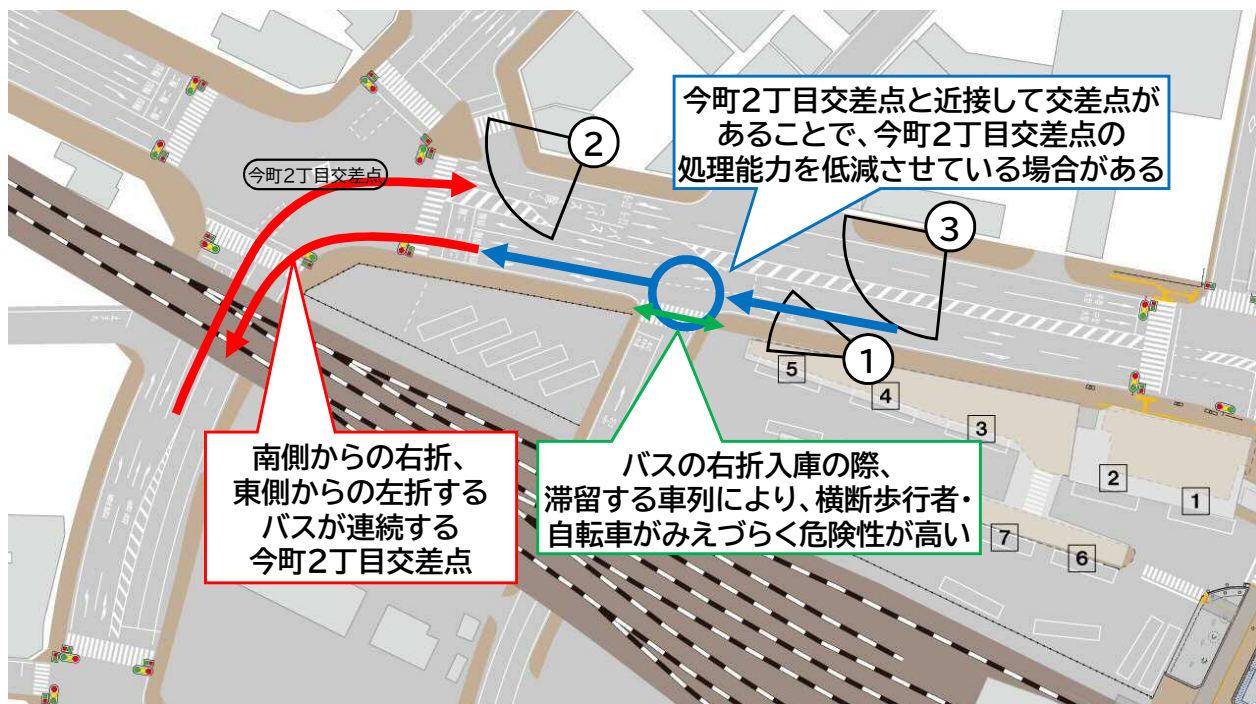 今町2丁目交差点と近接して交差点が
あることで、今町2丁目交差点の
処理能力を低減させている場合がある
2
今町2丁目交差点
3
1
5
4
3
2
1
7
6
南側からの右折、
東側からの左折する
バスが連続する
今町2丁目交差点
バスの右折入庫の際、
滞留する車列により、横断歩行者・
自転車がみえづらく危険性が高い